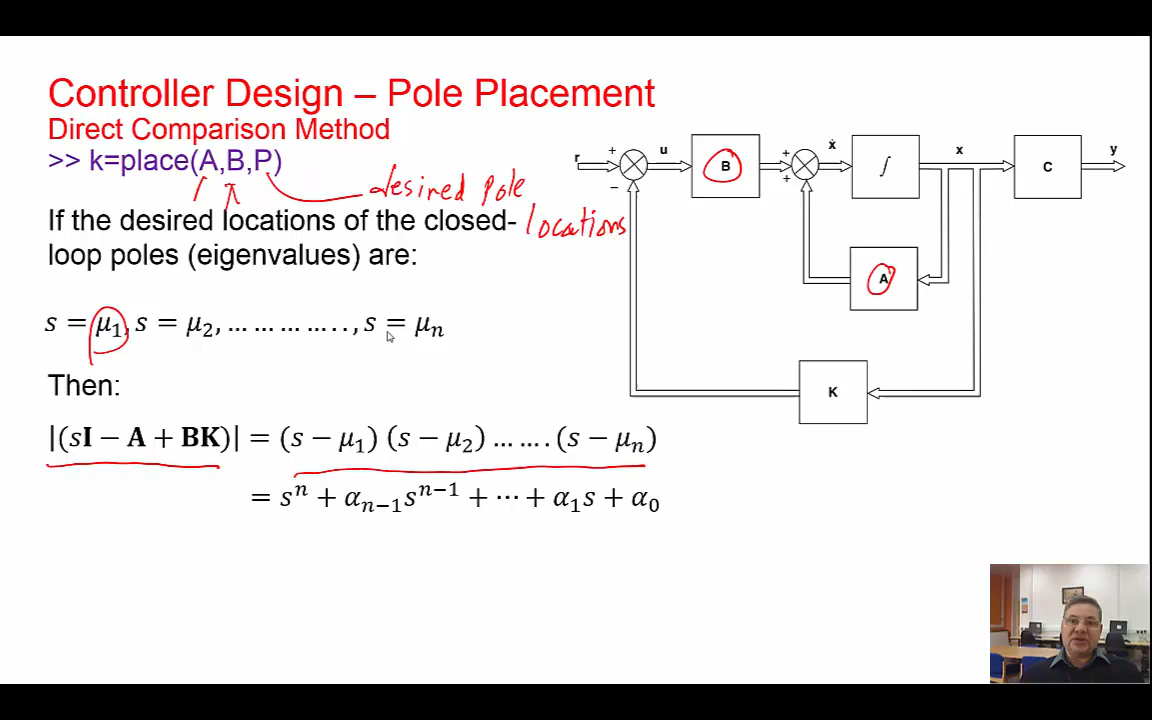 Controller Design – Pole Placement
Direct Comparison Method
>> k=place(A,B,P)
desired pole
locations
If the desired locations of the closed-
loop poles (eigenvalues) are:
s = μ₁, s = μ₂, … … … … . . , s = μₙ
Then:
|(sI − A + BK)| = (s − μ₁) (s − μ₂) … … . (s − μₙ)
= sⁿ + αₙ₋₁sⁿ⁻¹ + ⋯ + α₁s + α₀
r + − u B + + ẋ ∫ x C y
A
K